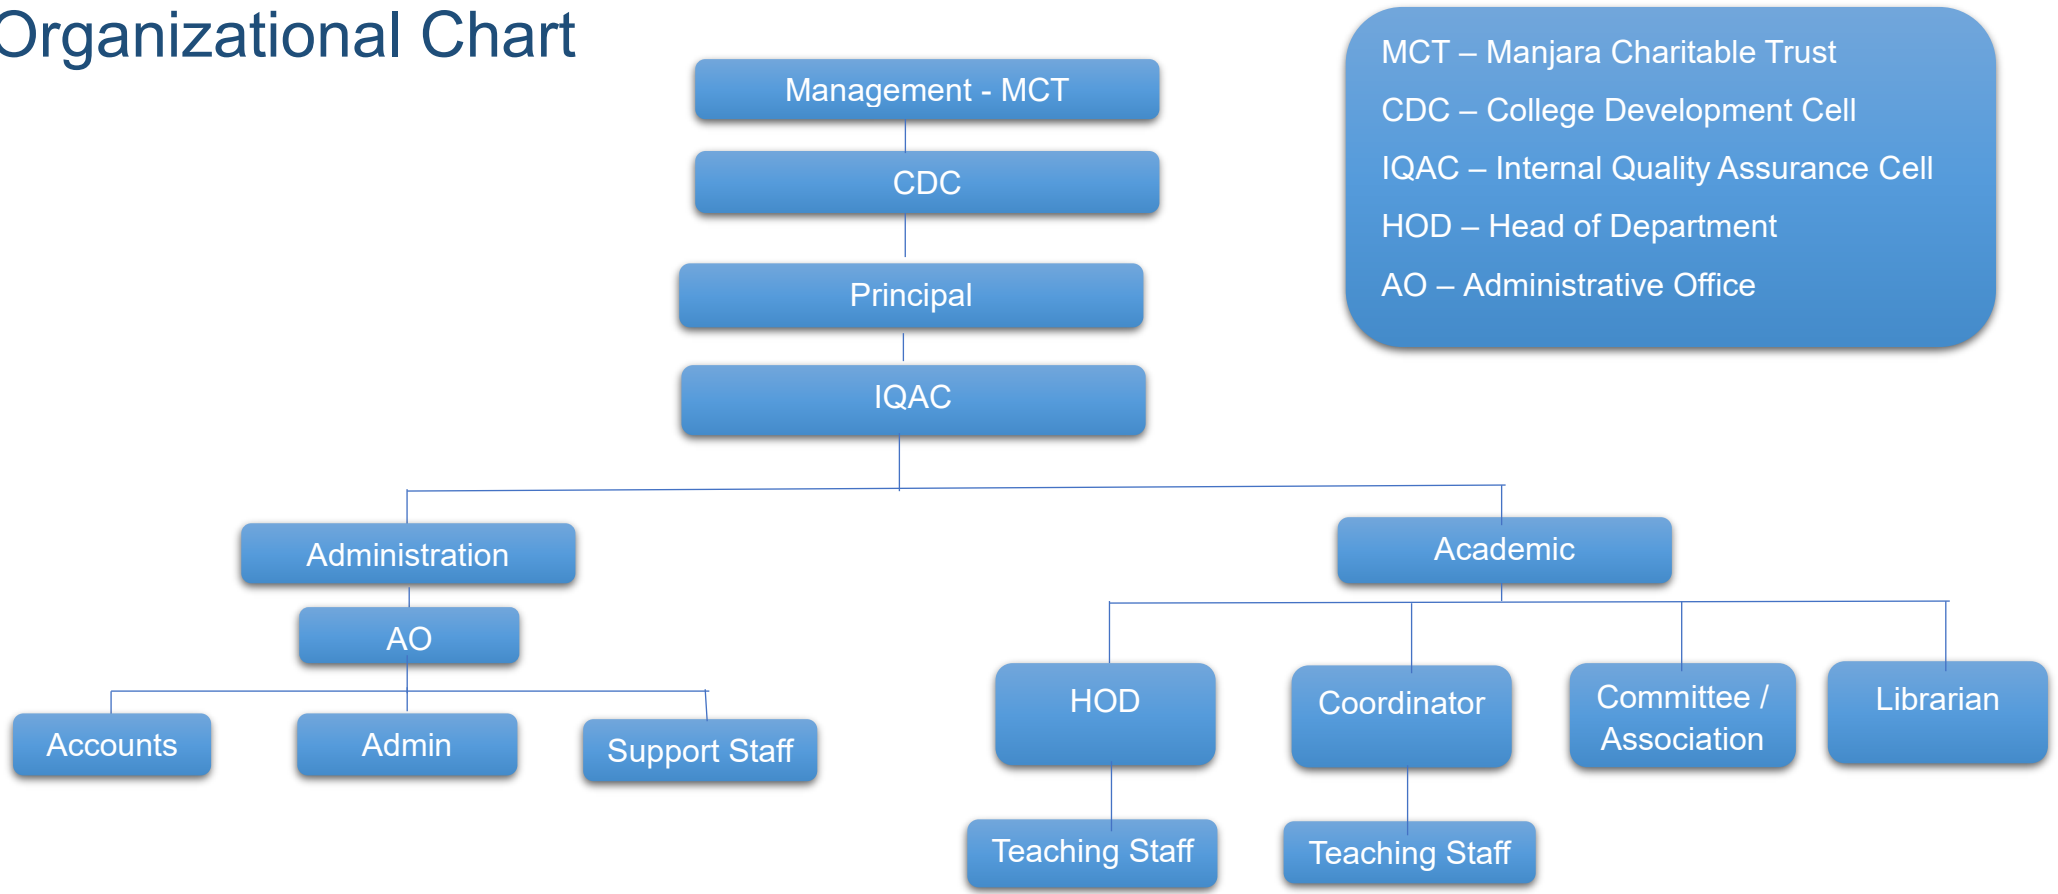 Organizational Chart
Management - MCT
CDC
Principal
IQAC
MCT – Manjara Charitable Trust
CDC – College Development Cell
IQAC – Internal Quality Assurance Cell
HOD – Head of Department
AO – Administrative Office
Administration
AO
Accounts
Admin
Support Staff
Academic
HOD
Coordinator
Committee /
Association
Librarian
Teaching Staff
Teaching Staff